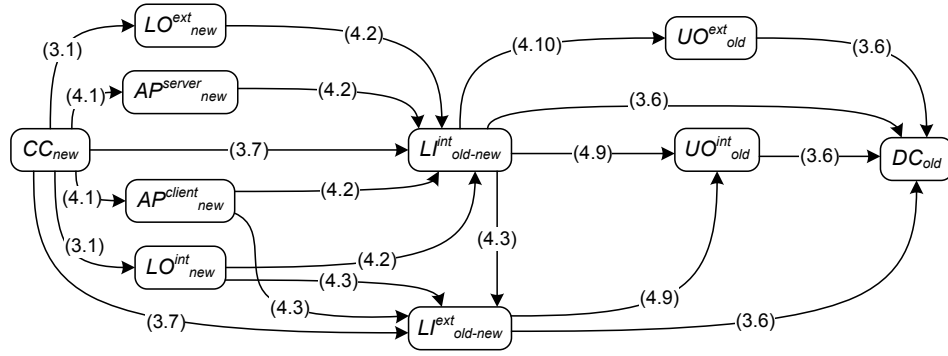 LO^ext_new
(4.2)
(4.10)
UO^ext_old
(3.6)
(3.1)
(4.1)
AP^server_new
(4.2)
(3.6)
CC_new
(3.7)
LI^int_old-new
(4.9)
UO^int_old
(3.6)
DC_old
(4.1)
AP^client_new
(4.2)
(3.1)
LO^int_new
(4.2)
(4.3)
(4.3)
(4.3)
(4.9)
(3.7)
LI^ext_old-new
(3.6)